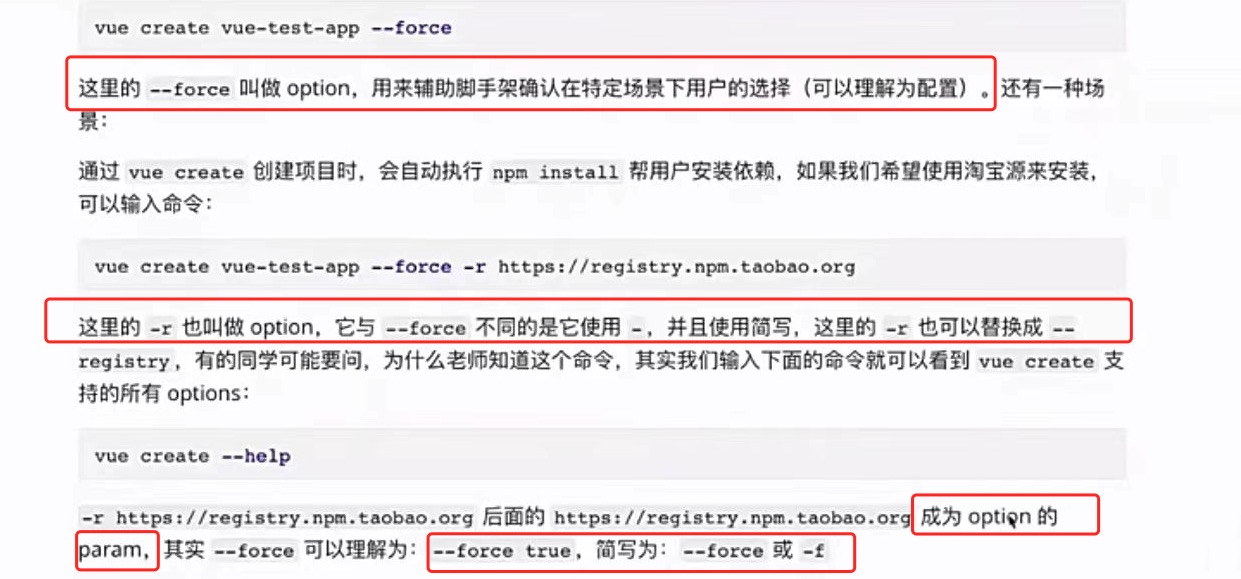 vue create vue-test-app --force
这里的 --force 叫做 option，用来辅助脚手架确认在特定场景下用户的选择（可以理解为配置）。还有一种场
景：
通过 vue create 创建项目时，会自动执行 npm install 帮用户安装依赖，如果我们希望使用淘宝源来安装，
可以输入命令：
vue create vue-test-app --force -r https://registry.npm.taobao.org
这里的 -r 也叫做 option，它与 --force 不同的是它使用 -，并且使用简写，这里的 -r 也可以替换成 --
registry，有的同学可能要问，为什么老师知道这个命令，其实我们输入下面的命令就可以看到 vue create 支
持的所有 options：
vue create --help
-r https://registry.npm.taobao.org 后面的 https://registry.npm.taobao.org 成为 option 的
param，其实 --force 可以理解为：--force true，简写为：--force 或 -f